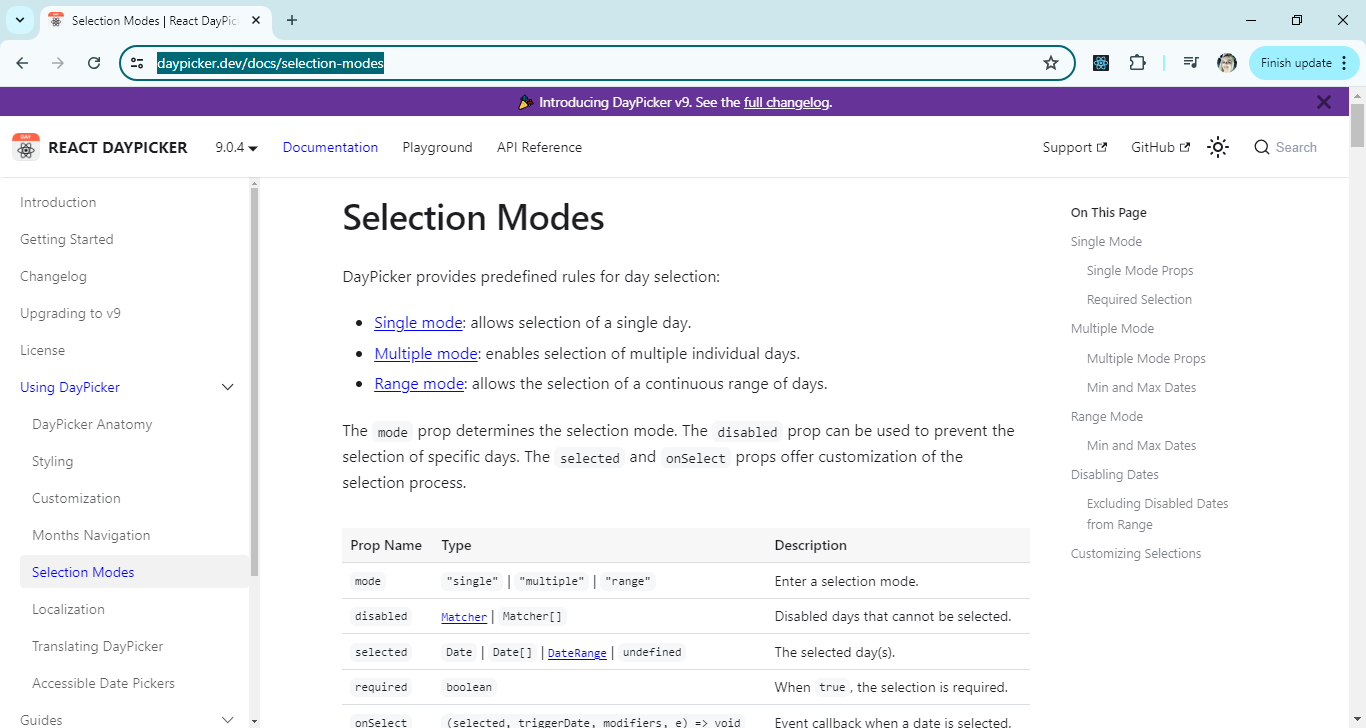 Selection Modes | React DayPic
daypicker.dev/docs/selection-modes
Finish update
🎉 Introducing DayPicker v9. See the full changelog.
DAY
REACT DAYPICKER
9.0.4
Documentation
Playground
API Reference
Support
GitHub
Search
Introduction
Getting Started
Changelog
Upgrading to v9
License
Using DayPicker
DayPicker Anatomy
Styling
Customization
Months Navigation
Selection Modes
Localization
Translating DayPicker
Accessible Date Pickers
Guides
Selection Modes
DayPicker provides predefined rules for day selection:
• Single mode: allows selection of a single day.
• Multiple mode: enables selection of multiple individual days.
• Range mode: allows the selection of a continuous range of days.
The mode prop determines the selection mode. The disabled prop can be used to prevent the
selection of specific days. The selected and onSelect props offer customization of the
selection process.
Prop Name Type Description
mode "single" | "multiple" | "range" Enter a selection mode.
disabled Matcher | Matcher[] Disabled days that cannot be selected.
selected Date | Date[] | DateRange | undefined The selected day(s).
required boolean When true , the selection is required.
onSelect (selected, triggerDate, modifiers, e) => void Event callback when a date is selected.
On This Page
Single Mode
Single Mode Props
Required Selection
Multiple Mode
Multiple Mode Props
Min and Max Dates
Range Mode
Min and Max Dates
Disabling Dates
Excluding Disabled Dates
from Range
Customizing Selections